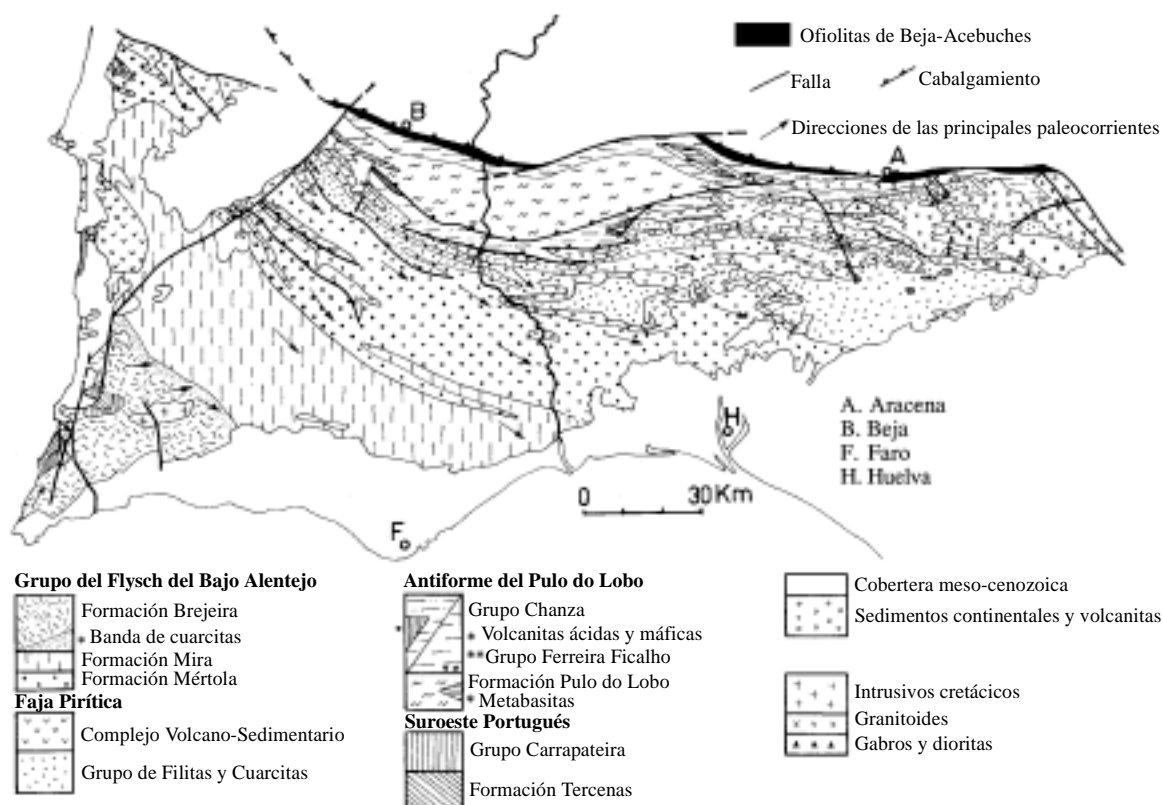 Ofiolitas de Beja-Acebuches
Falla
Cabalgamiento
Direcciones de las principales paleocorrientes
B
A
H
F
0 30 Km
A. Aracena
B. Beja
F. Faro
H. Huelva
Grupo del Flysch del Bajo Alentejo
Formación Brejeira
* Banda de cuarcitas
Formación Mira
Formación Mértola
Faja Pirítica
Complejo Volcano-Sedimentario
Grupo de Filitas y Cuarcitas
Antiforme del Pulo do Lobo
Grupo Chanza
* Volcanitas ácidas y máficas
** Grupo Ferreira Ficalho
Formación Pulo do Lobo
* Metabasitas
Suroeste Portugués
Grupo Carrapateira
Formación Tercenas
Cobertera meso-cenozoica
Sedimentos continentales y volcanitas
Intrusivos cretácicos
Granitoides
Gabros y dioritas